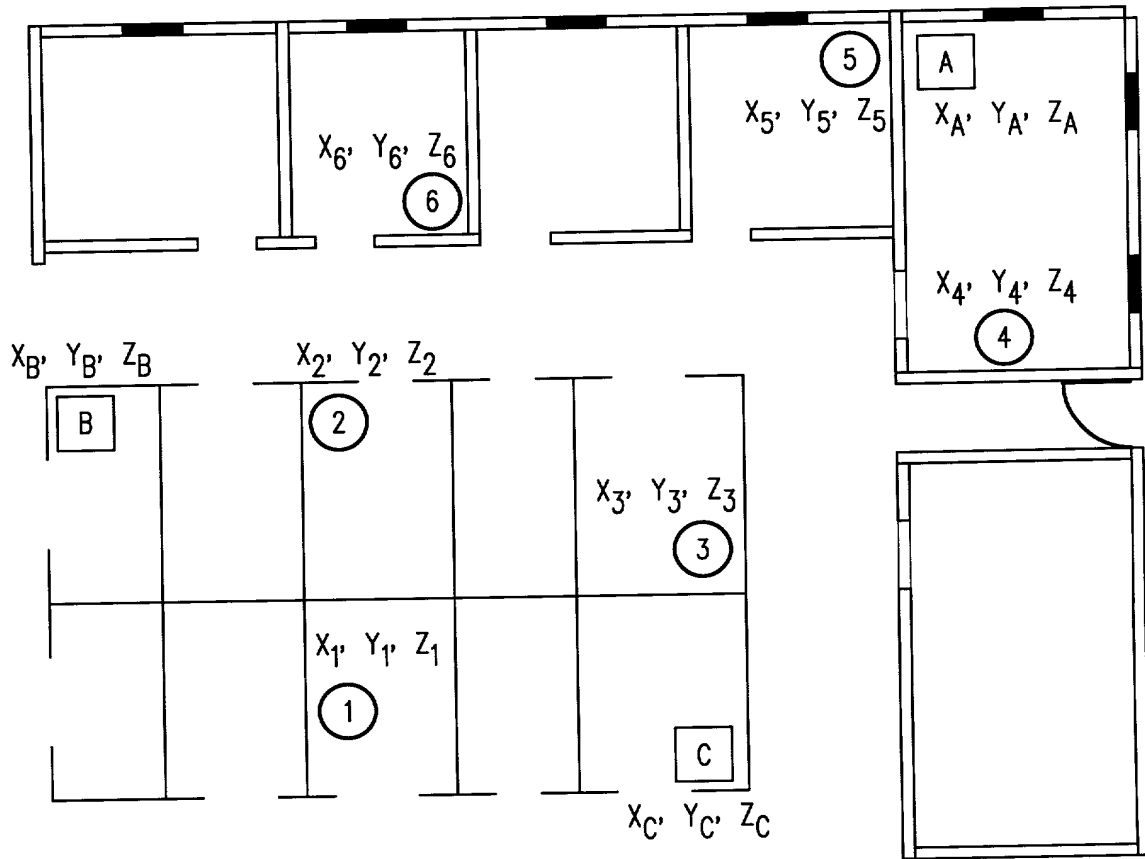 5
A
X5, Y5, Z5
XA, YA, ZA
X6, Y6, Z6
6
X4, Y4, Z4
4
XB, YB, ZB
X2, Y2, Z2
B
2
X3, Y3, Z3
3
X1, Y1, Z1
1
C
XC, YC, ZC